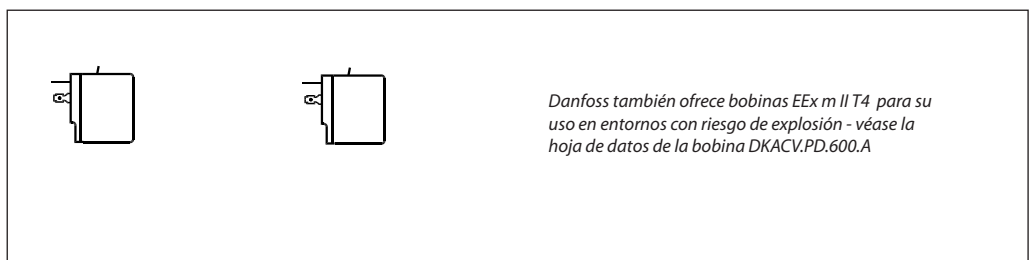 Danfoss también ofrece bobinas EEx m II T4 para su
uso en entornos con riesgo de explosión - véase la
hoja de datos de la bobina DKACV.PD.600.A